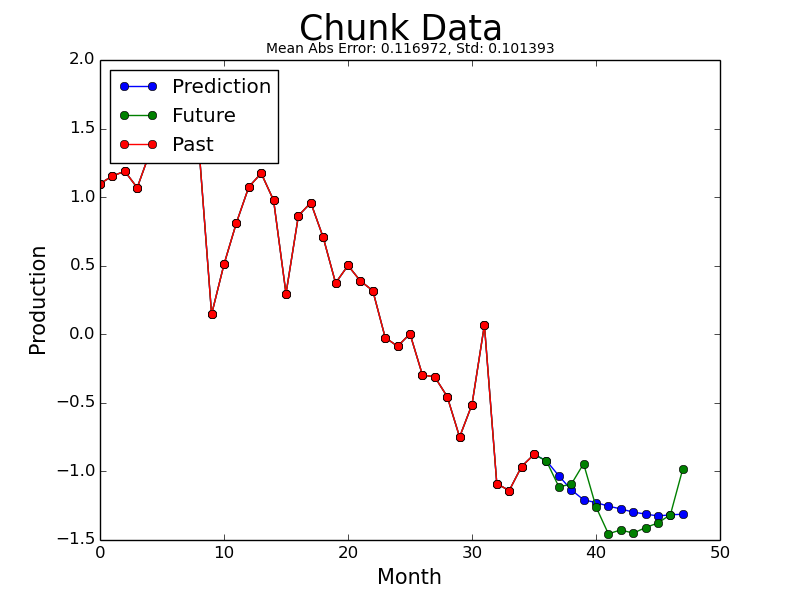 Chunk Data
Mean Abs Error: 0.116972, Std: 0.101393
Prediction
Future
Past
2.0
1.5
1.0
0.5
0.0
−0.5
−1.0
−1.5
Production
0 10 20 30 40 50
Month